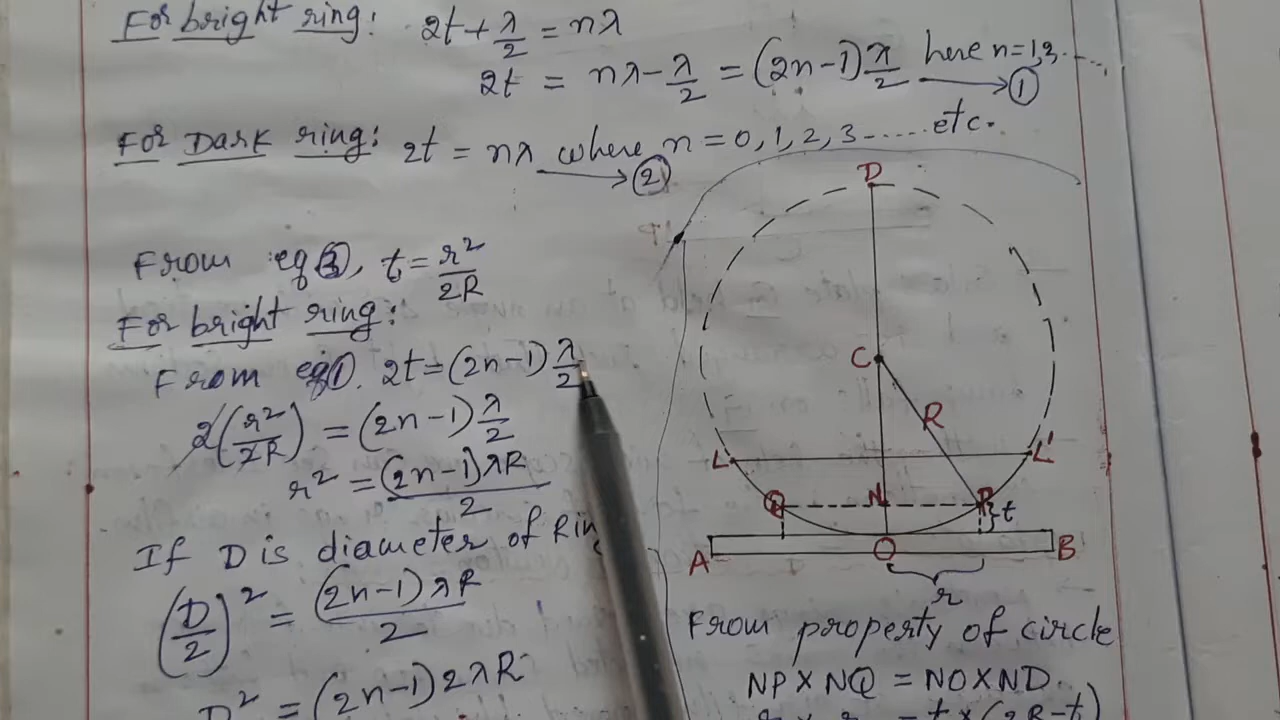 For bright ring: 2t + λ/2 = nλ
2t = nλ - λ/2 = (2n-1) λ/2 here n=1,2.....
→ ①
For Dark ring: 2t = nλ where n = 0, 1, 2, 3 ...... etc.
→ ②
From eq ③, t = r²/2R
For bright ring:
From eq ①. 2t = (2n-1) λ/2
2(r²/2R) = (2n-1) λ/2
r² = (2n-1)λR/2
If D is diameter of Rin
(D/2)² = (2n-1)λR/2
D² = (2n-1)2λR
D
C
R
L L'
Q N P
}t
A O B
r
From property of circle
NP × NQ = NO × ND
r × r = t × (2R-t)